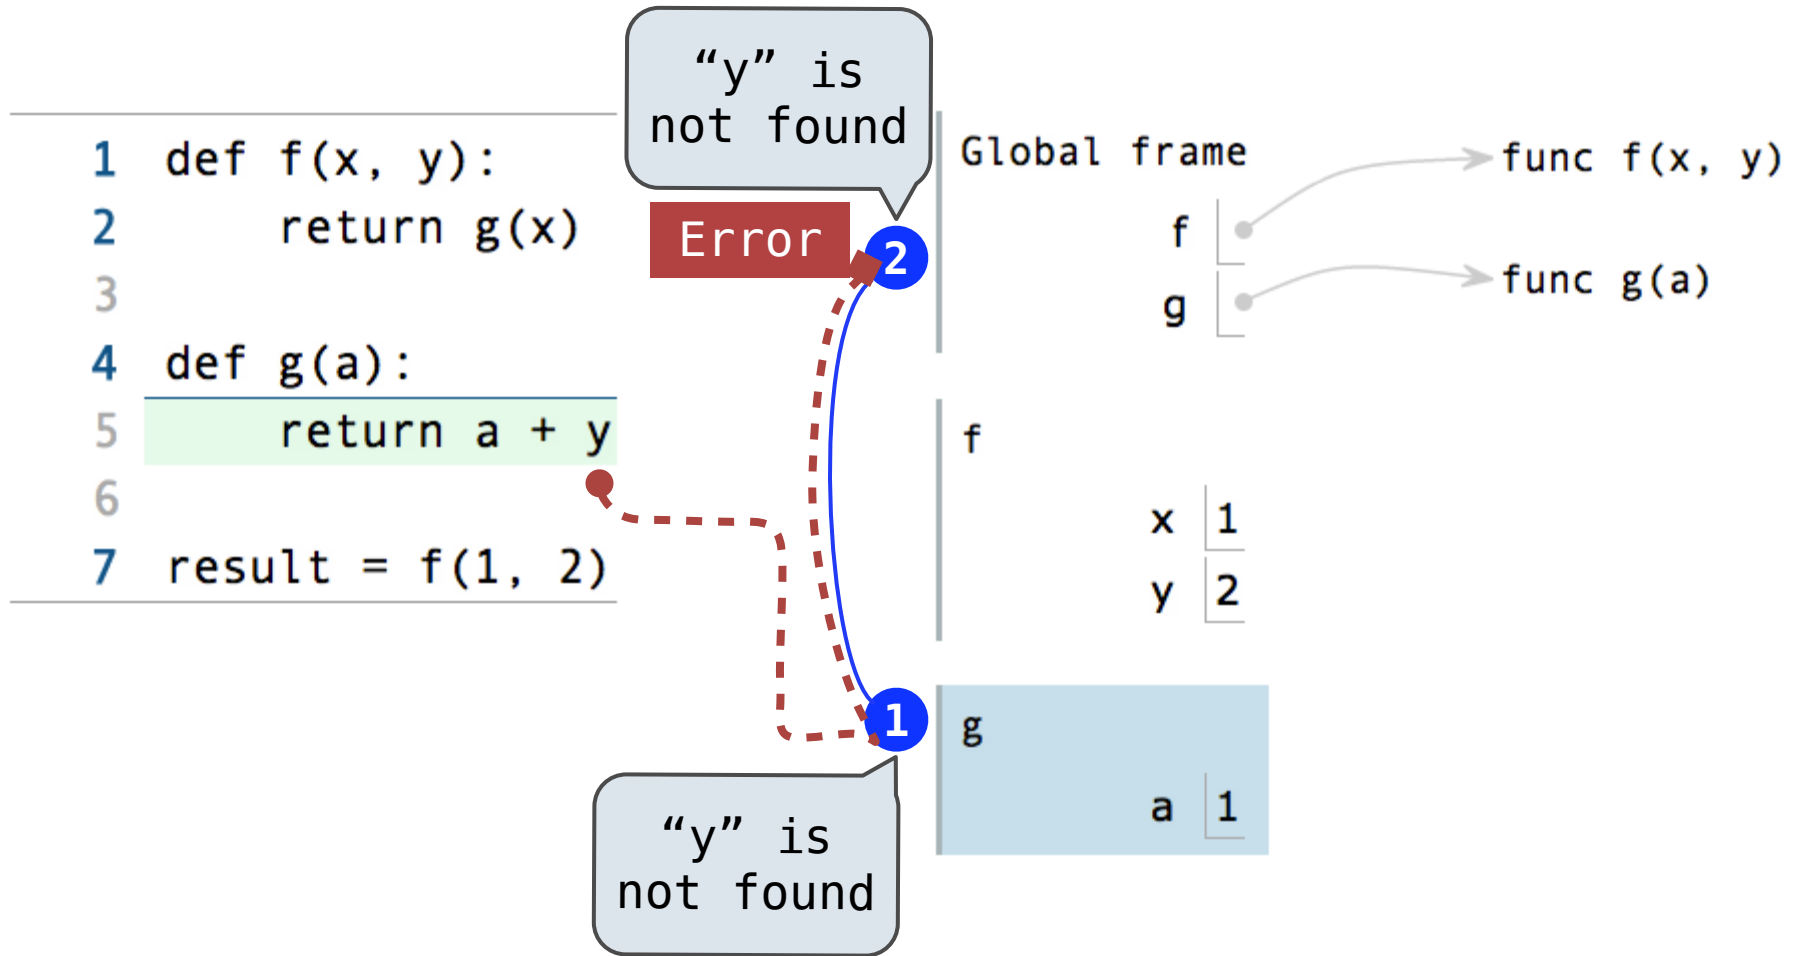 “y” is
not found
1 def f(x, y):
2 return g(x)
3
4 def g(a):
5 return a + y
6
7 result = f(1, 2)
Error
2
1
“y” is
not found
Global frame
f
func f(x, y)
g
func g(a)
f
x 1
y 2
g
a 1